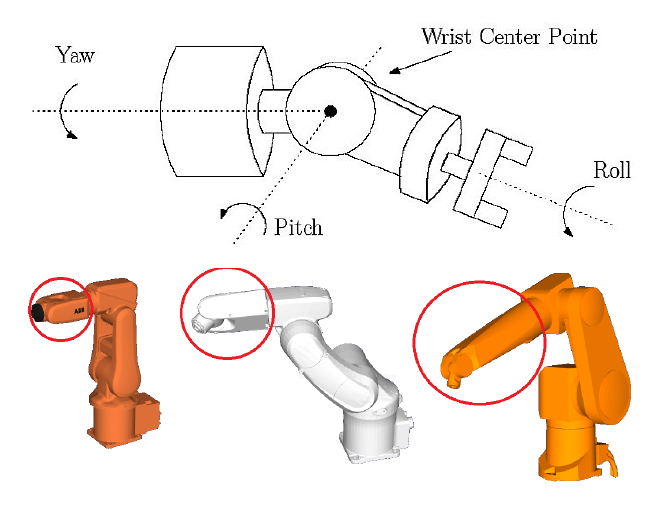 Wrist Center Point
Yaw
Roll
Pitch
ABB